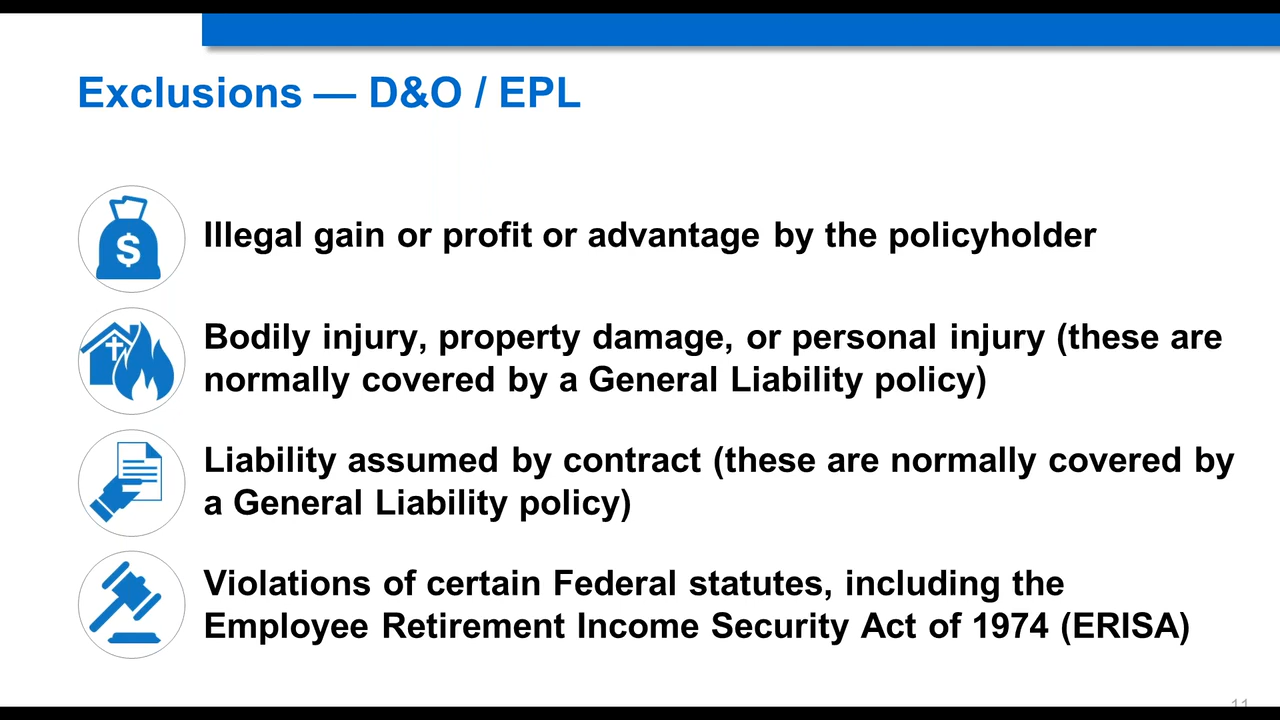 Exclusions — D&O / EPL
$
Illegal gain or profit or advantage by the policyholder
Bodily injury, property damage, or personal injury (these are
normally covered by a General Liability policy)
Liability assumed by contract (these are normally covered by
a General Liability policy)
Violations of certain Federal statutes, including the
Employee Retirement Income Security Act of 1974 (ERISA)
11